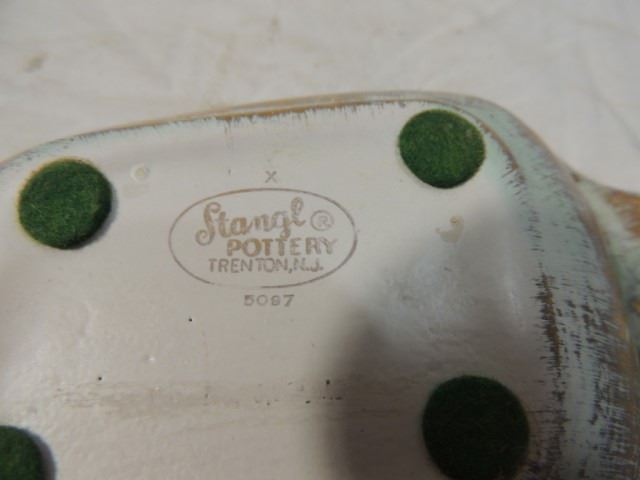 X
Stangl ®
POTTERY
TRENTON, N.J.
5097